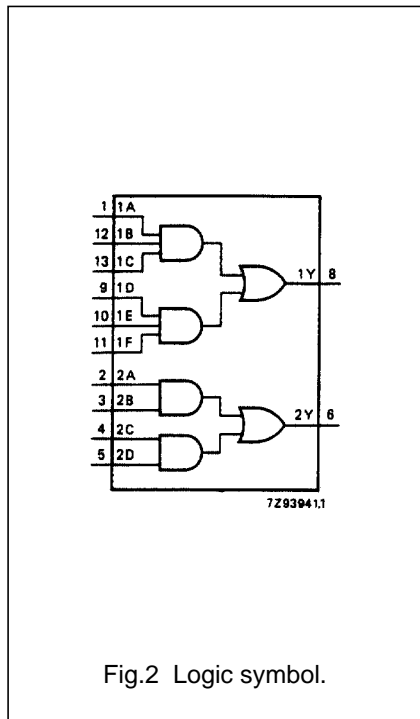 1 1A
12 1B
13 1C
9 1D
10 1E
11 1F
1Y 8
2 2A
3 2B
4 2C
5 2D
2Y 6
7Z93941.1
Fig.2 Logic symbol.